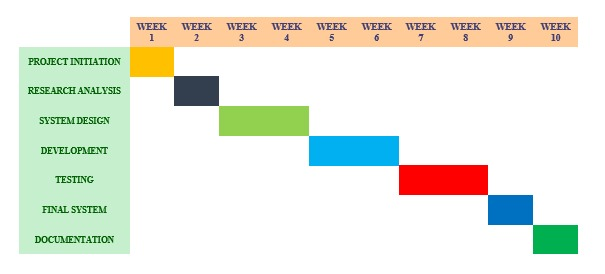 WEEK WEEK WEEK WEEK WEEK WEEK WEEK WEEK WEEK WEEK
1 2 3 4 5 6 7 8 9 10
PROJECT INITIATION
RESEARCH ANALYSIS
SYSTEM DESIGN
DEVELOPMENT
TESTING
FINAL SYSTEM
DOCUMENTATION